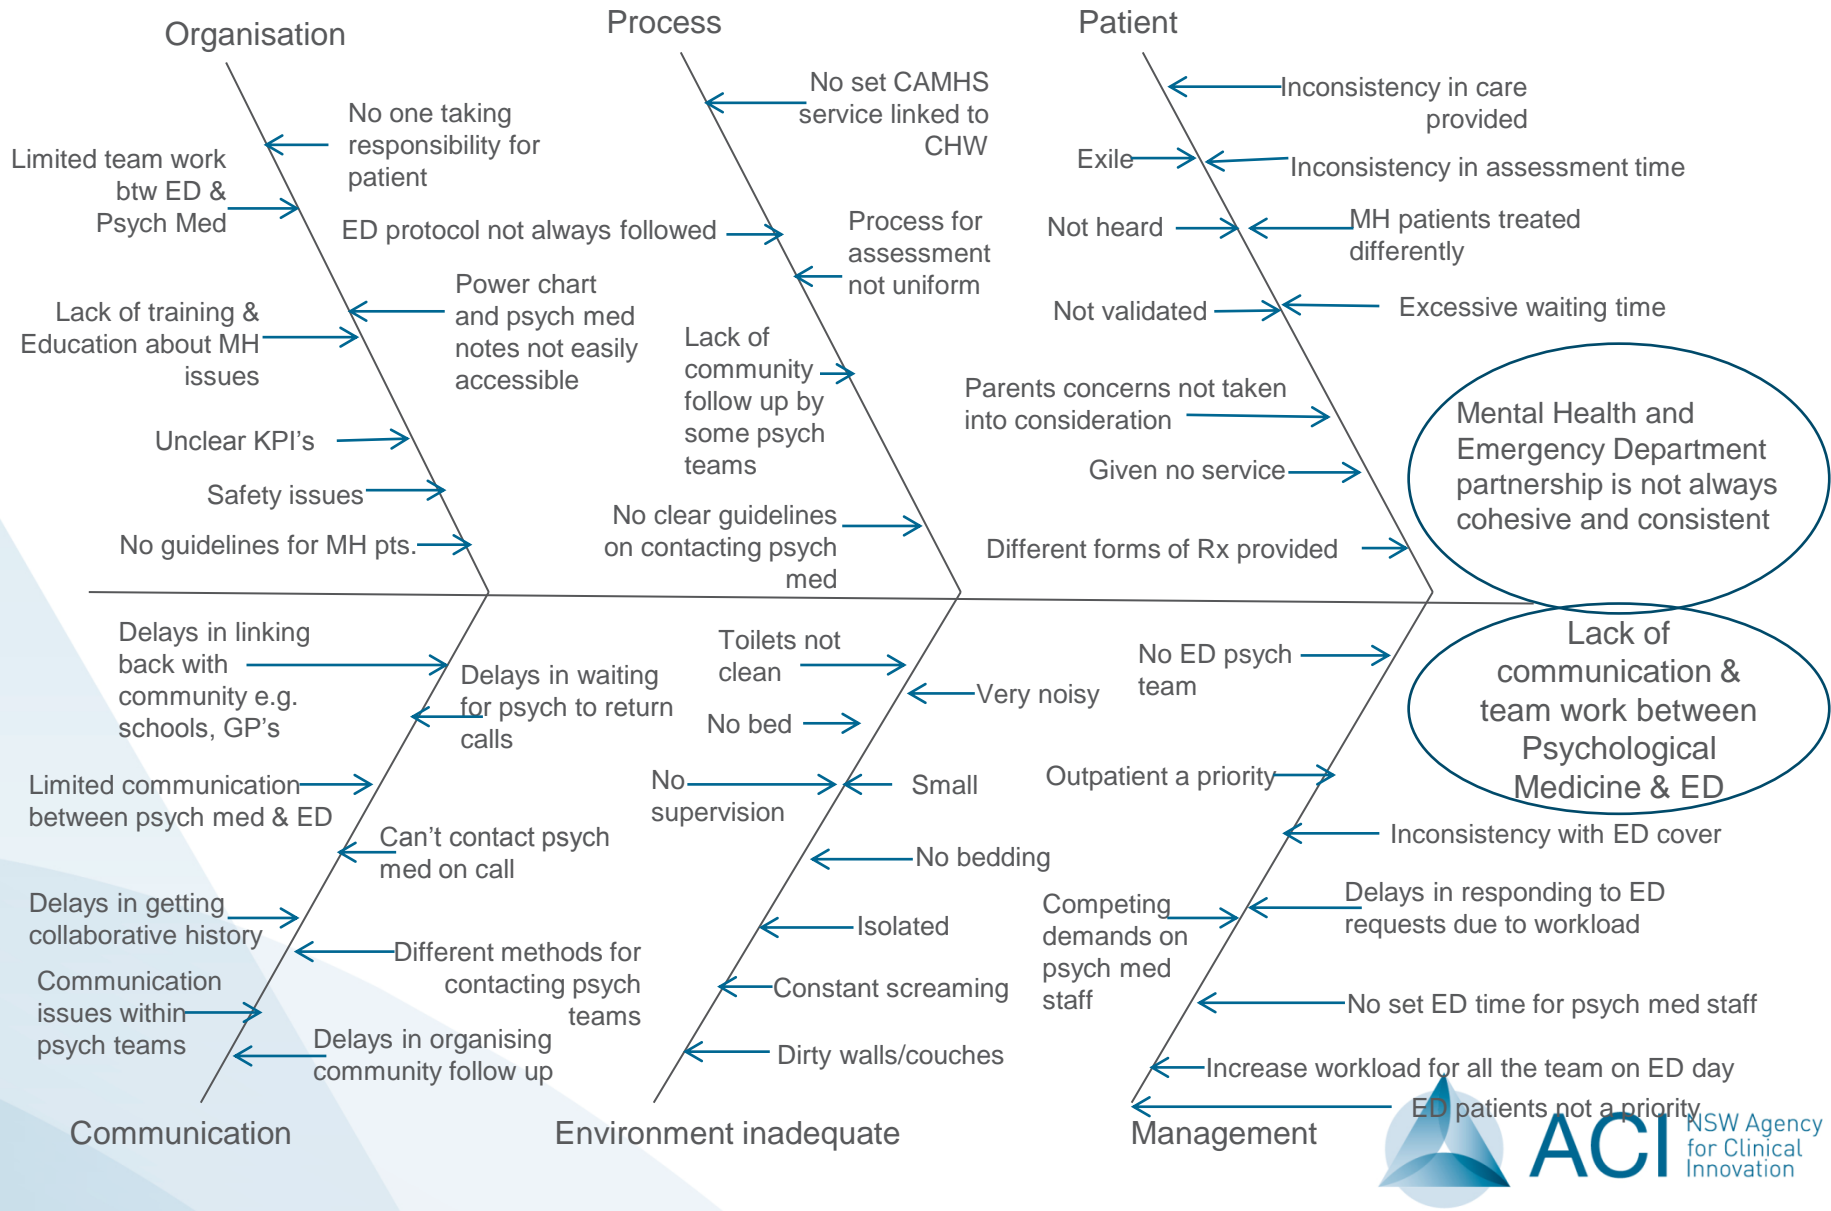 Organisation
Process
Patient
No one taking
responsibility for
patient
Limited team work
btw ED &
Psych Med
Power chart
and psych med
notes not easily
accessible
Lack of training &
Education about MH
issues
Unclear KPI's
Safety issues
No guidelines for MH pts.
No set CAMHS
service linked to
CHW
ED protocol not always followed
Process for
assessment
not uniform
Lack of
community
follow up by
some psych
teams
No clear guidelines
on contacting psych
med
Inconsistency in care
provided
Exile
Inconsistency in assessment time
Not heard
MH patients treated
differently
Not validated
Excessive waiting time
Parents concerns not taken
into consideration
Given no service
Different forms of Rx provided
Mental Health and
Emergency Department
partnership is not always
cohesive and consistent
Lack of
communication &
team work between
Psychological
Medicine & ED
Delays in linking
back with
community e.g.
schools, GP's
Delays in waiting
for psych to return
calls
Limited communication
between psych med & ED
Can't contact psych
med on call
Delays in getting
collaborative history
Different methods for
contacting psych
teams
Communication
issues within
psych teams
Delays in organising
community follow up
Communication
Toilets not
clean
Very noisy
No bed
No
supervision
Small
No bedding
Isolated
Constant screaming
Dirty walls/couches
Environment inadequate
No ED psych
team
Outpatient a priority
Inconsistency with ED cover
Competing
demands on
psych med
staff
Delays in responding to ED
requests due to workload
No set ED time for psych med staff
Increase workload for all the team on ED day
ED patients not a priority
Management
ACI
NSW Agency
for Clinical
Innovation